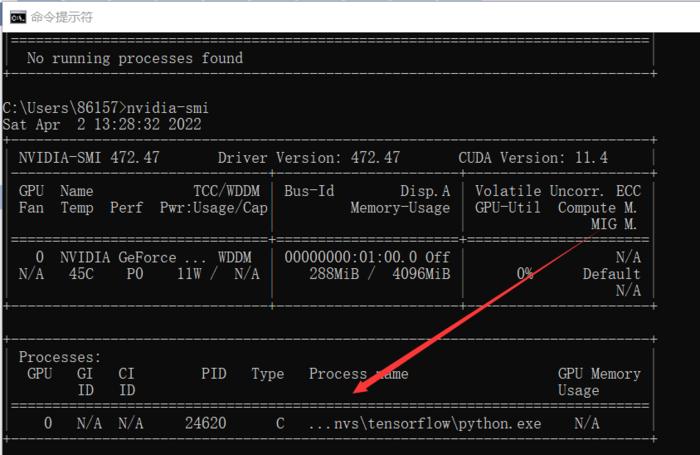 命令提示符
No running processes found
C:\Users\86157>nvidia-smi
Sat Apr  2 13:28:32 2022
NVIDIA-SMI 472.47       Driver Version: 472.47       CUDA Version: 11.4
GPU  Name            TCC/WDDM | Bus-Id        Disp.A | Volatile Uncorr. ECC
Fan  Temp  Perf  Pwr:Usage/Cap|         Memory-Usage | GPU-Util  Compute M.
MIG M.
0  NVIDIA GeForce ... WDDM | 00000000:01:00.0 Off | N/A
N/A   45C    P0    11W /  N/A | 288MiB /  4096MiB | 0%      Default
N/A
Processes:
GPU   GI   CI        PID   Type   Process name                  GPU Memory
ID   ID                                                   Usage
0   N/A  N/A     24620      C   ...nvs\tensorflow\python.exe    N/A